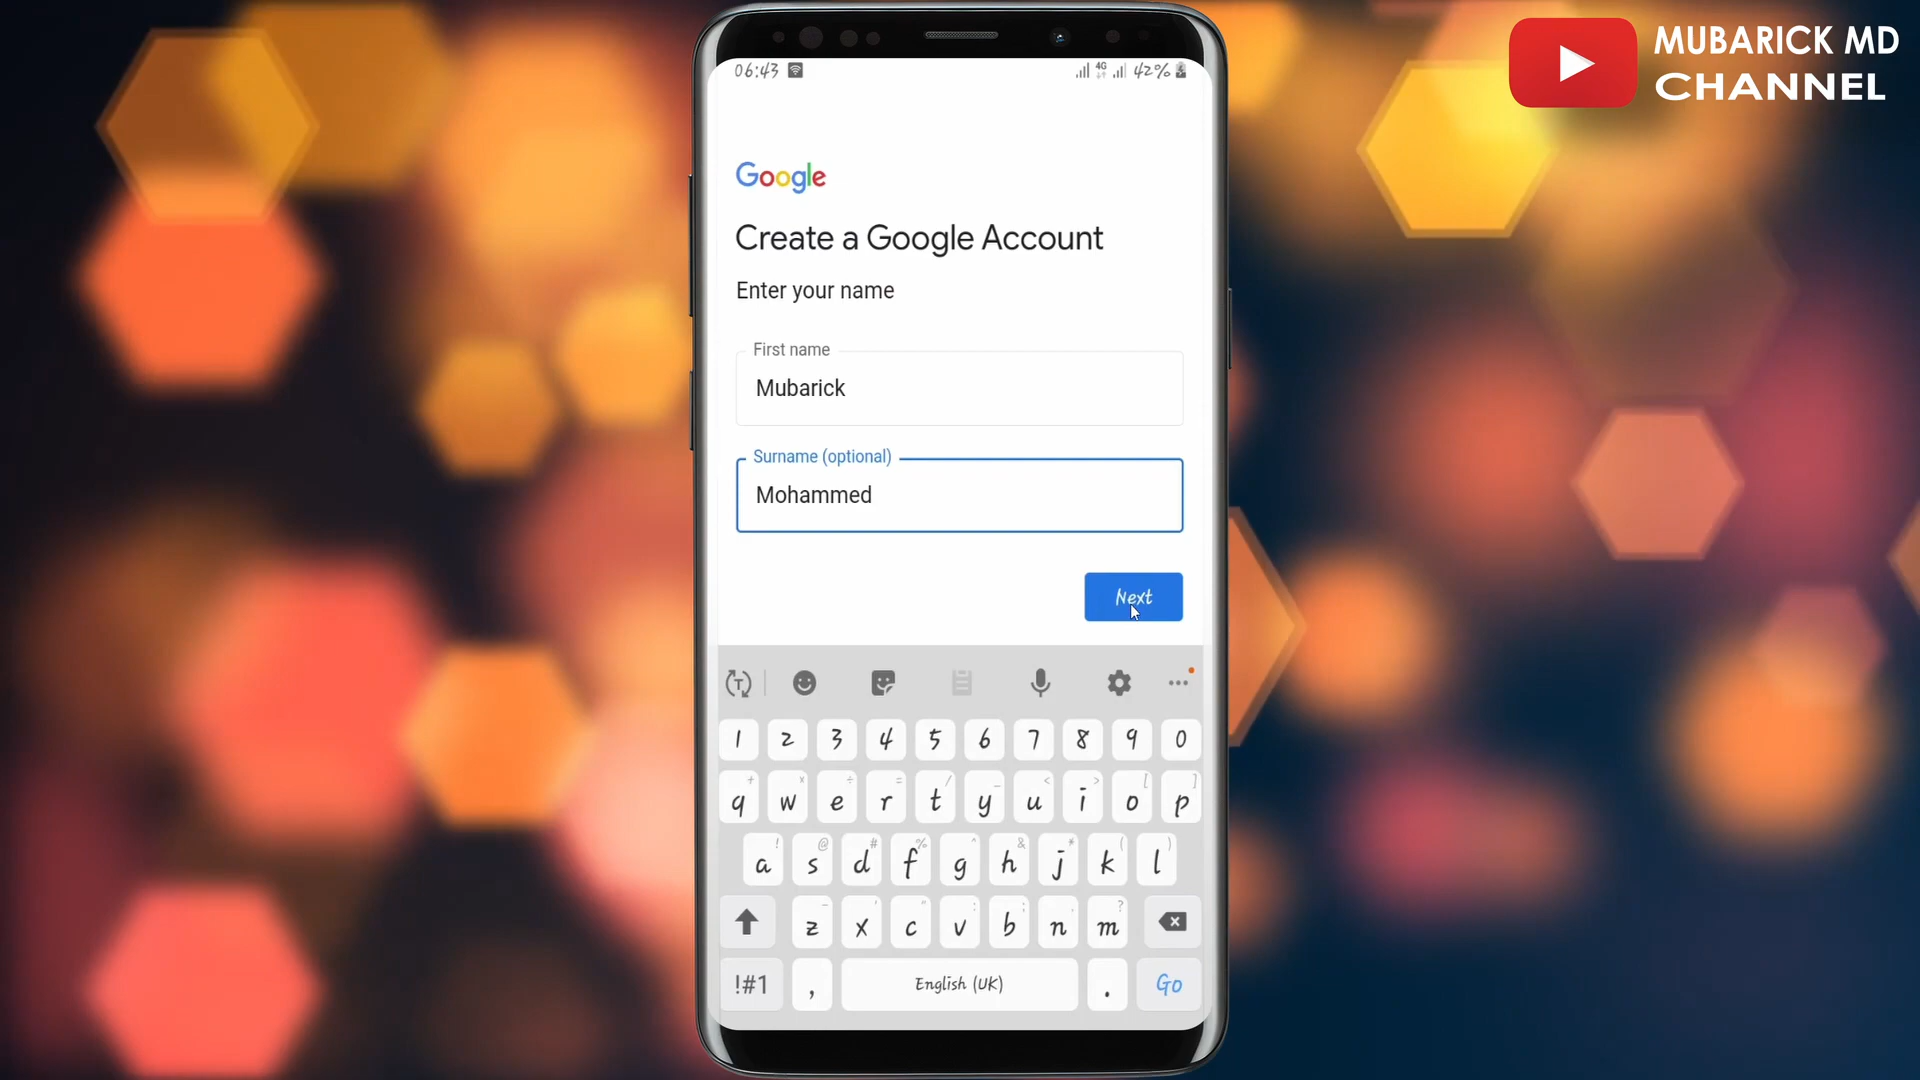 MUBARICK MD
CHANNEL
06:43 4G 42%
Google
Create a Google Account
Enter your name
First name
Mubarick
Surname (optional)
Mohammed
Next
1 2 3 4 5 6 7 8 9 0
+ × ÷ = / _ < > [ ]
q w e r t y u i o p
! @ # % ^ & * ( )
a s d f g h j k l
- ' " : ; , ?
z x c v b n m
!#1 , English (UK) . Go